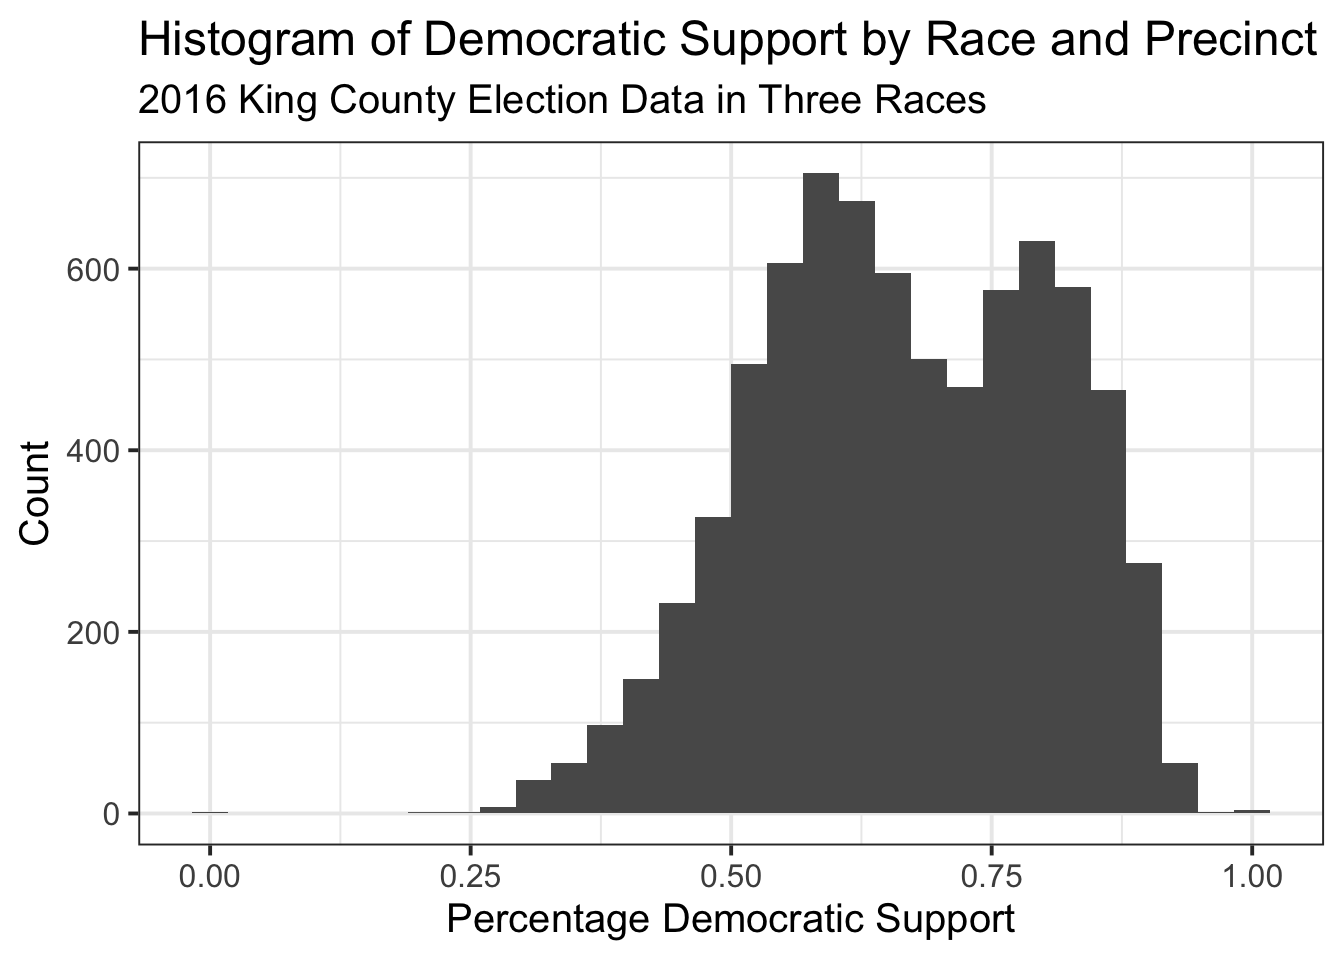 Histogram of Democratic Support by Race and Precinct
2016 King County Election Data in Three Races
Count
600
400
200
0
0.00 0.25 0.50 0.75 1.00
Percentage Democratic Support